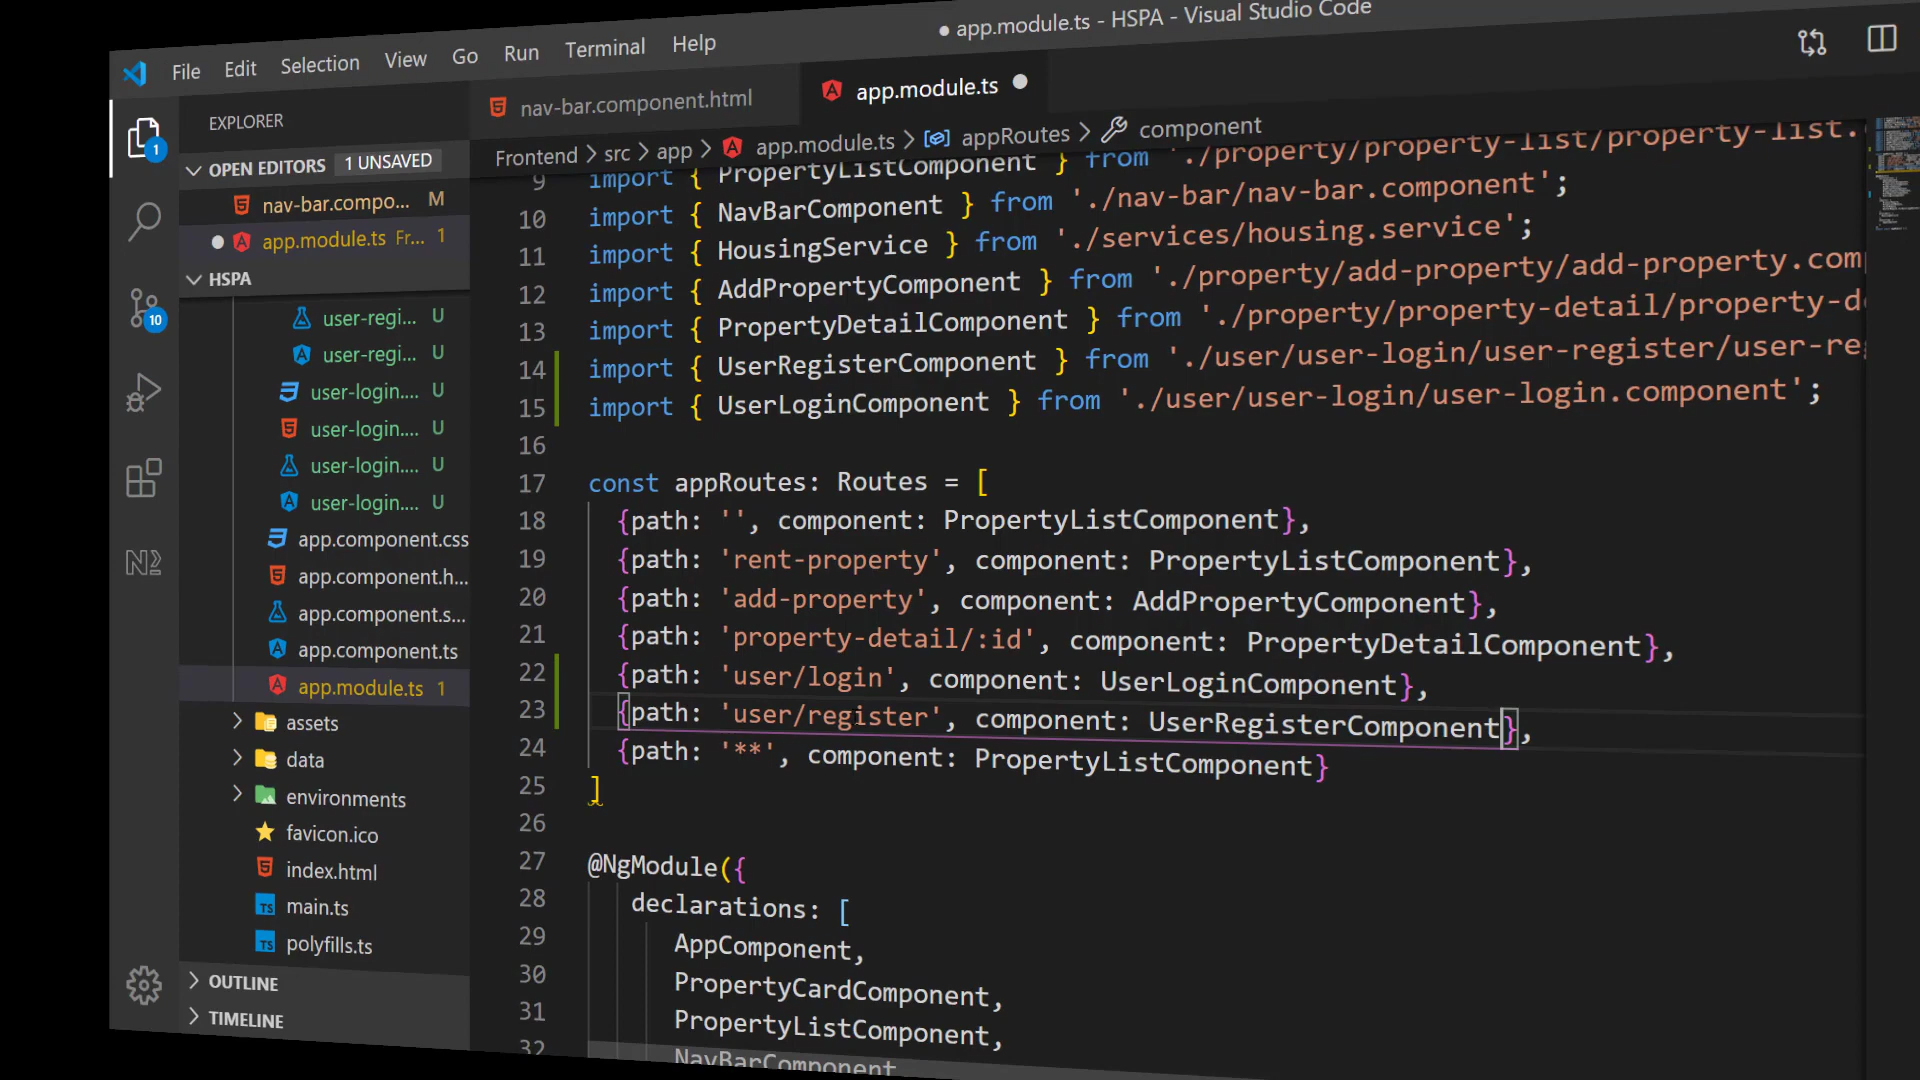 File Edit Selection View Go Run Terminal Help
● app.module.ts - HSPA - Visual Studio Code
EXPLORER
OPEN EDITORS 1 UNSAVED
nav-bar.compo... M
app.module.ts Fr... 1
HSPA
user-regi... U
user-regi... U
user-login.... U
user-login.... U
user-login.... U
user-login.... U
app.component.css
app.component.h...
app.component.s...
app.component.ts
app.module.ts 1
assets
data
environments
favicon.ico
index.html
main.ts
polyfills.ts
OUTLINE
TIMELINE
1
10
nav-bar.component.html
app.module.ts
Frontend > src > app > app.module.ts > appRoutes > component
9 import { PropertyListComponent } from './property/property-list/property-list.
10 import { NavBarComponent } from './nav-bar/nav-bar.component';
11 import { HousingService } from './services/housing.service';
12 import { AddPropertyComponent } from './property/add-property/add-property.com
13 import { PropertyDetailComponent } from './property/property-detail/property-d
14 import { UserRegisterComponent } from './user/user-login/user-register/user-re
15 import { UserLoginComponent } from './user/user-login/user-login.component';
16
17 const appRoutes: Routes = [
18 {path: '', component: PropertyListComponent},
19 {path: 'rent-property', component: PropertyListComponent},
20 {path: 'add-property', component: AddPropertyComponent},
21 {path: 'property-detail/:id', component: PropertyDetailComponent},
22 {path: 'user/login', component: UserLoginComponent},
23 {path: 'user/register', component: UserRegisterComponent},
24 {path: '**', component: PropertyListComponent}
25 ]
26
27 @NgModule({
28 declarations: [
29 AppComponent,
30 PropertyCardComponent,
31 PropertyListComponent,
32 NavBarComponent